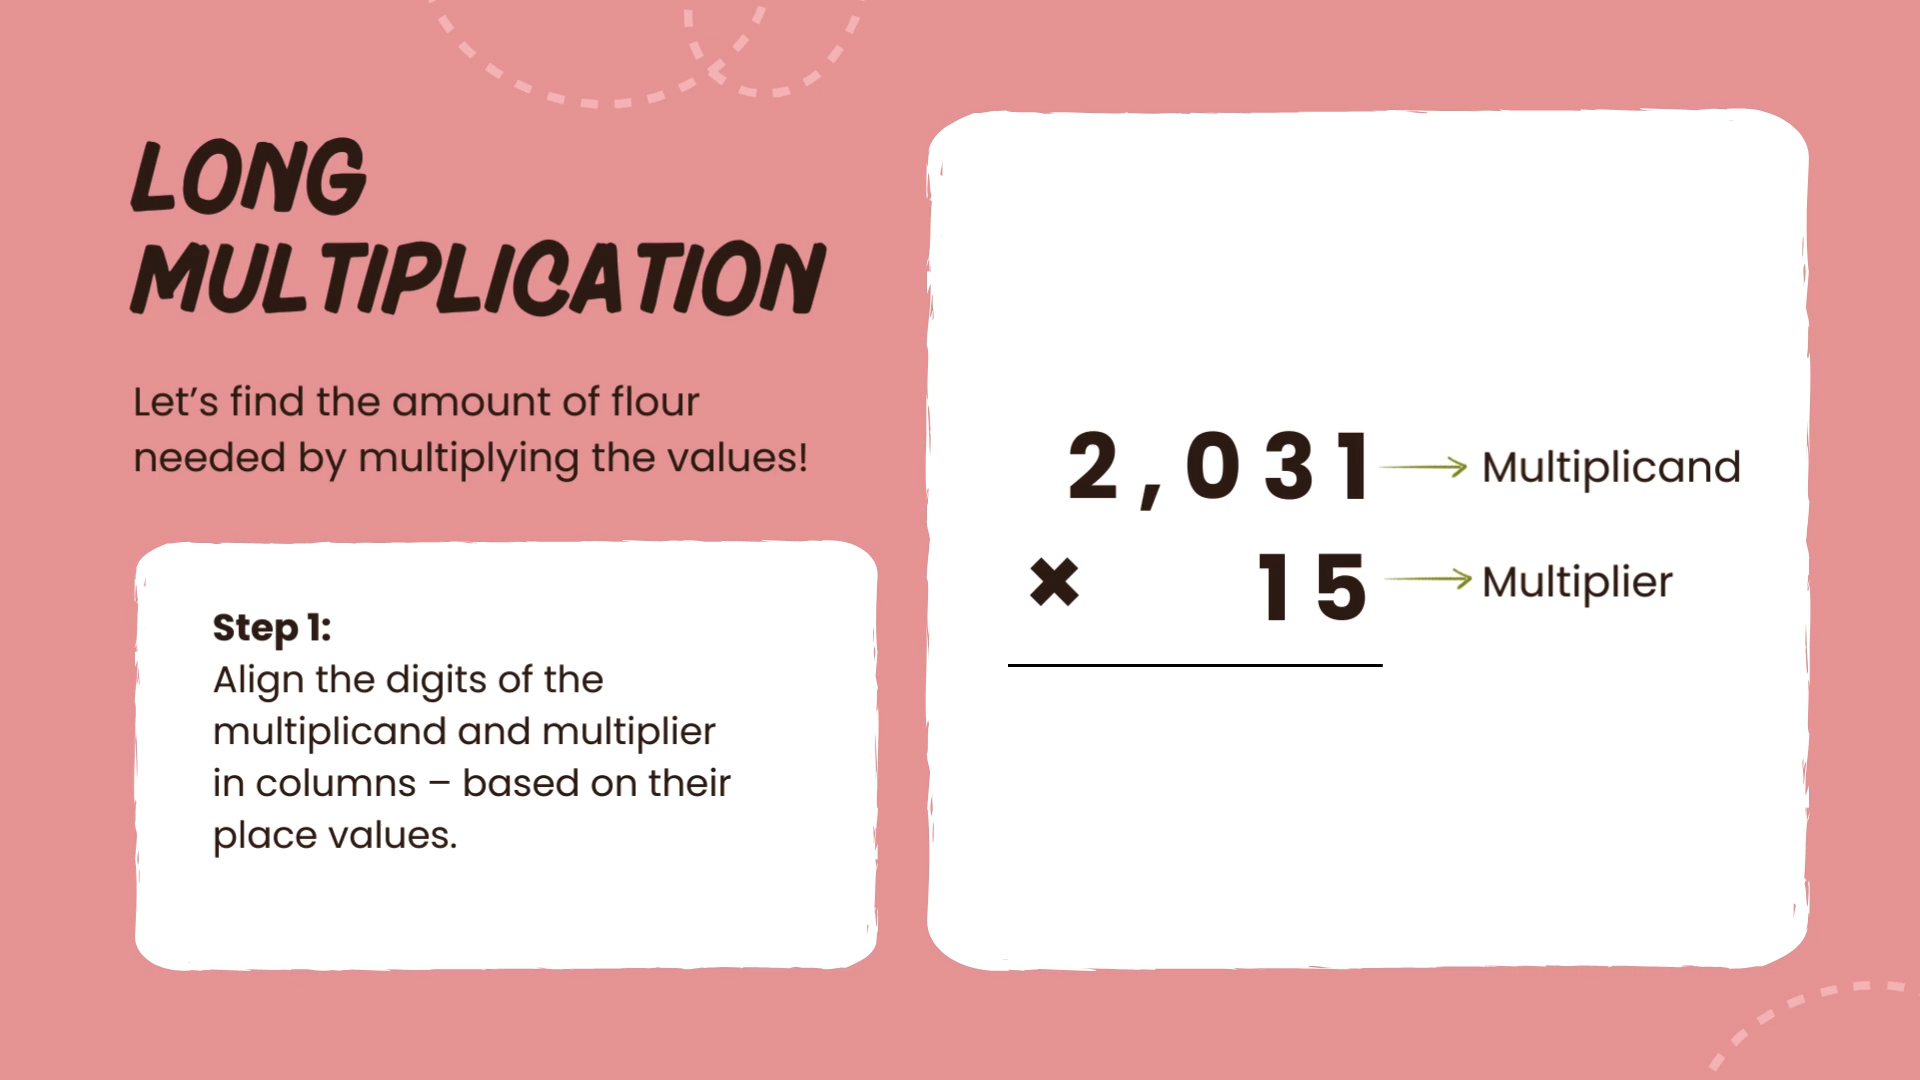 LONG
MULTIPLICATION
Let’s find the amount of flour
needed by multiplying the values!
Step 1:
Align the digits of the
multiplicand and multiplier
in columns – based on their
place values.
2,031 Multiplicand
× 15 Multiplier